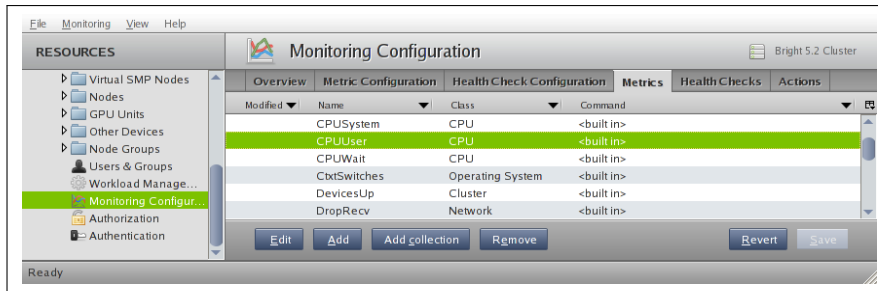 File Monitoring View Help
RESOURCES
Monitoring Configuration
Bright 5.2 Cluster
Virtual SMP Nodes
Nodes
GPU Units
Other Devices
Node Groups
Users & Groups
Workload Manage...
Monitoring Configur...
Authorization
Authentication
Overview Metric Configuration Health Check Configuration Metrics Health Checks Actions
Modified Name Class Command
CPUSystem CPU <built in>
CPUUser CPU <built in>
CPUWait CPU <built in>
CtxtSwitches Operating System <built in>
DevicesUp Cluster <built in>
DropRecv Network <built in>
Edit Add Add collection Remove Revert Save
Ready